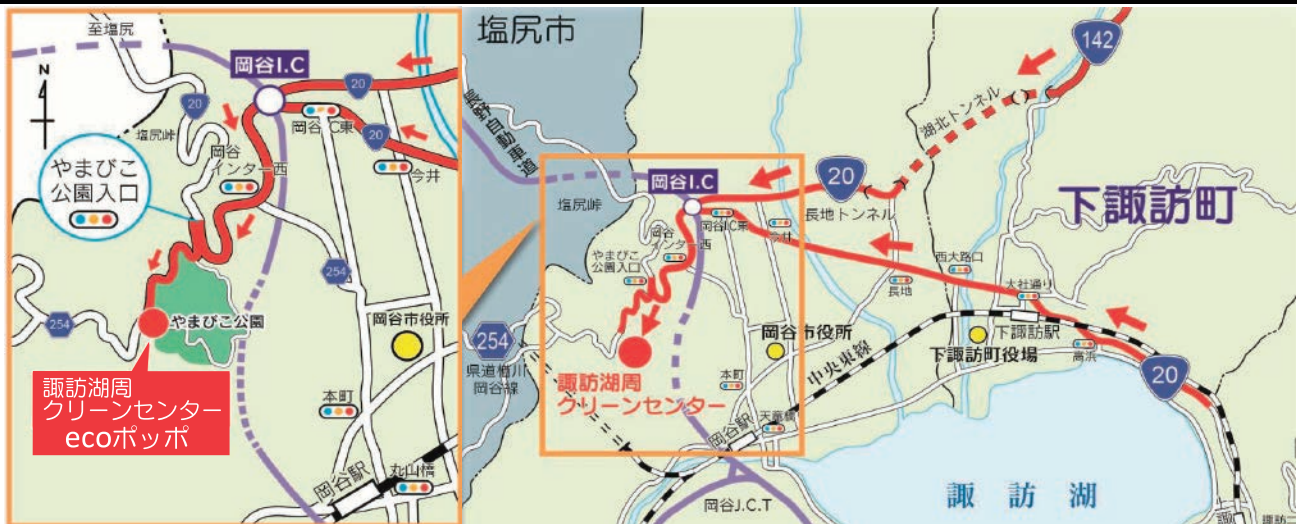 至塩尻
N
岡谷I.C
20
20
岡谷IC東
20
塩尻峠
岡谷
インター西
今井
やまびこ
公園入口
254
254
やまびこ公園
岡谷市役所
諏訪湖周
クリーンセンター
ecoポッポ
本町
丸山橋
岡谷駅
塩尻市
142
長野自動車道
湖北トンネル
岡谷I.C
20
長地トンネル
下諏訪町
塩尻峠
岡谷IC東
今井
岡谷
インター西
やまびこ
公園入口
西大路口
長地
大社通り
254
県道楢川
岡谷線
岡谷市役所
諏訪湖周
クリーンセンター
中央東線
下諏訪駅
下諏訪町役場
高浜
20
本町
天竜橋
岡谷駅
岡谷J.C.T
諏訪湖